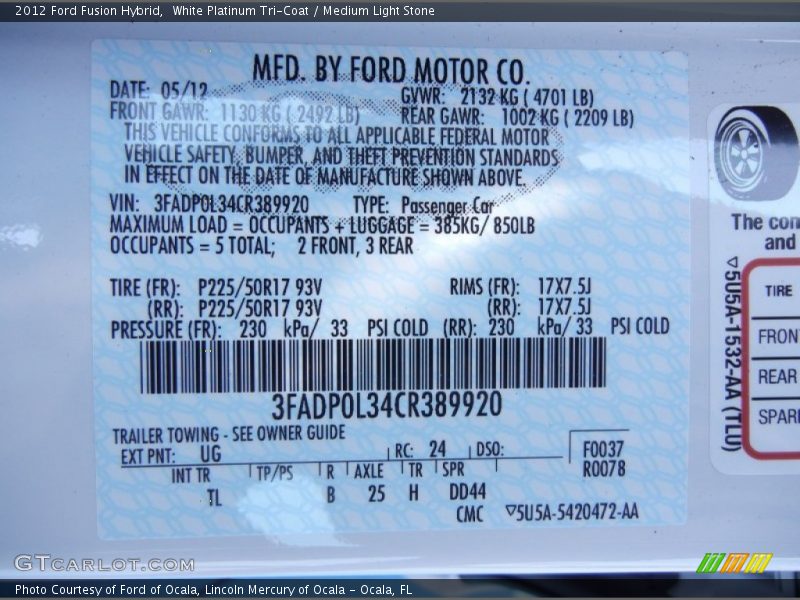 2012 Ford Fusion Hybrid, White Platinum Tri-Coat / Medium Light Stone
MFD. BY FORD MOTOR CO.
DATE: 05/12 GVWR: 2132 KG ( 4701 LB)
FRONT GAWR: 1130 KG ( 2492 LB) REAR GAWR: 1002 KG ( 2209 LB)
THIS VEHICLE CONFORMS TO ALL APPLICABLE FEDERAL MOTOR
VEHICLE SAFETY, BUMPER, AND THEFT PREVENTION STANDARDS
IN EFFECT ON THE DATE OF MANUFACTURE SHOWN ABOVE.
VIN: 3FADP0L34CR389920 TYPE: Passenger Car
MAXIMUM LOAD = OCCUPANTS + LUGGAGE = 385KG/ 850LB
OCCUPANTS = 5 TOTAL; 2 FRONT, 3 REAR
TIRE (FR): P225/50R17 93V RIMS (FR): 17X7.5J
(RR): P225/50R17 93V (RR): 17X7.5J
PRESSURE (FR): 230 kPa/ 33 PSI COLD (RR): 230 kPa/ 33 PSI COLD
3FADP0L34CR389920
TRAILER TOWING - SEE OWNER GUIDE
EXT PNT: UG RC: 24 DSO: F0037
R0078
INT TR TP/PS R AXLE TR SPR
TL B 25 H DD44
CMC ▽5U5A-5420472-AA
The con
and
▽5U5A-1532-AA (TLU)
TIRE
FRON
REAR
SPAR
GTCARLOT.COM
Photo Courtesy of Ford of Ocala, Lincoln Mercury of Ocala - Ocala, FL